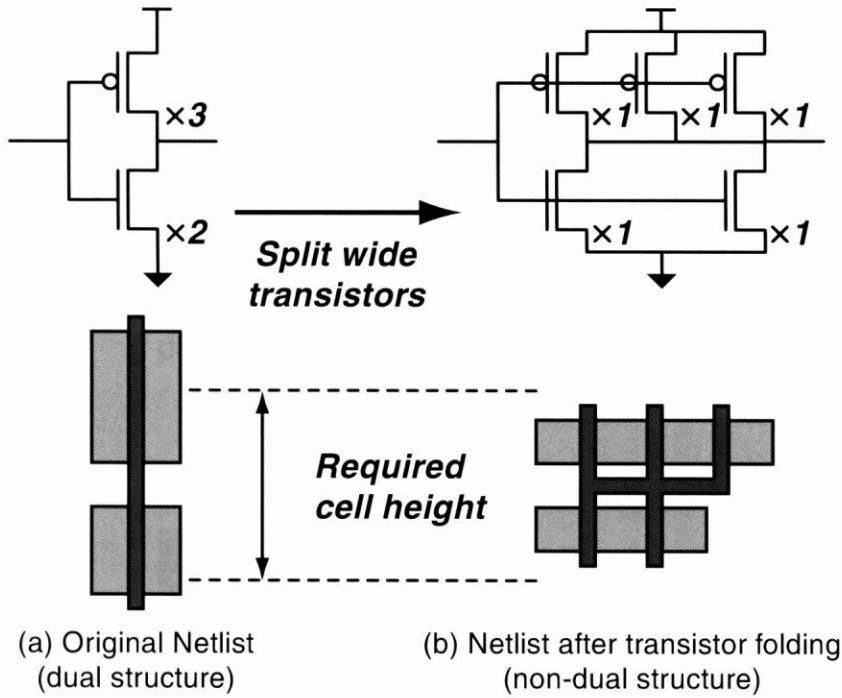 ×3
×2
×1
×1
×1
×1
×1
Split wide
transistors
Required
cell height
(a) Original Netlist
(dual structure)
(b) Netlist after transistor folding
(non-dual structure)